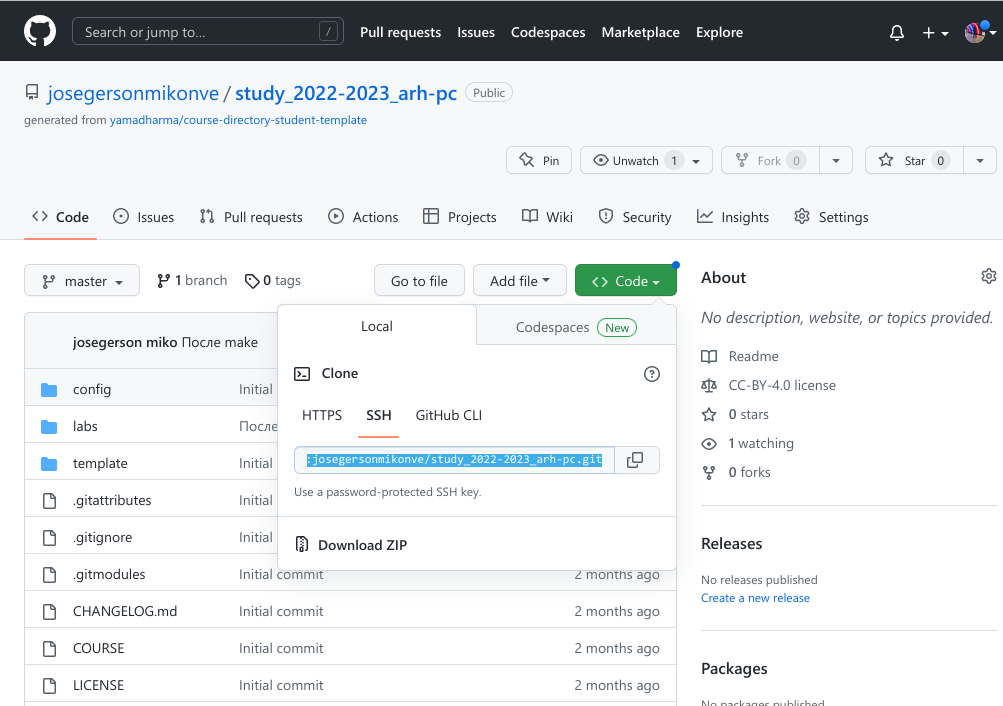 Search or jump to... /
Pull requests Issues Codespaces Marketplace Explore
josegersonmikonve / study_2022-2023_arh-pc Public
generated from yamadharma/course-directory-student-template
Pin Unwatch 1 Fork 0 Star 0
Code Issues Pull requests Actions Projects Wiki Security Insights Settings
master 1 branch 0 tags Go to file Add file Code
josegerson miko После make
config Initial
labs После
template Initial
.gitattributes Initial
.gitignore Initial
.gitmodules Initial commit 2 months ago
CHANGELOG.md Initial commit 2 months ago
COURSE Initial commit 2 months ago
LICENSE Initial commit 2 months ago
Local Codespaces New
Clone
HTTPS SSH GitHub CLI
:josegersonmikonve/study_2022-2023_arh-pc.git
Use a password-protected SSH key.
Download ZIP
About
No description, website, or topics provided.
Readme
CC-BY-4.0 license
0 stars
1 watching
0 forks
Releases
No releases published
Create a new release
Packages
No packages published